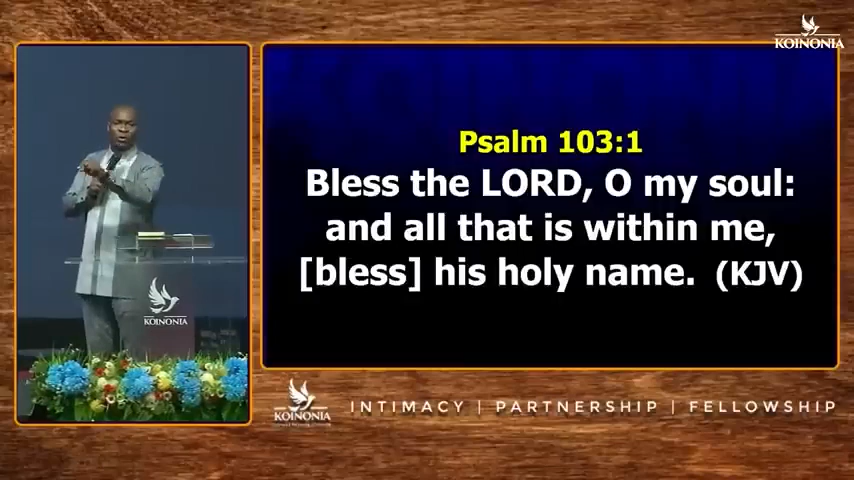 KOINONIA
Psalm 103:1
Bless the LORD, O my soul:
and all that is within me,
[bless] his holy name. (KJV)
KOINONIA
KOINONIA
INTIMACY | PARTNERSHIP | FELLOWSHIP